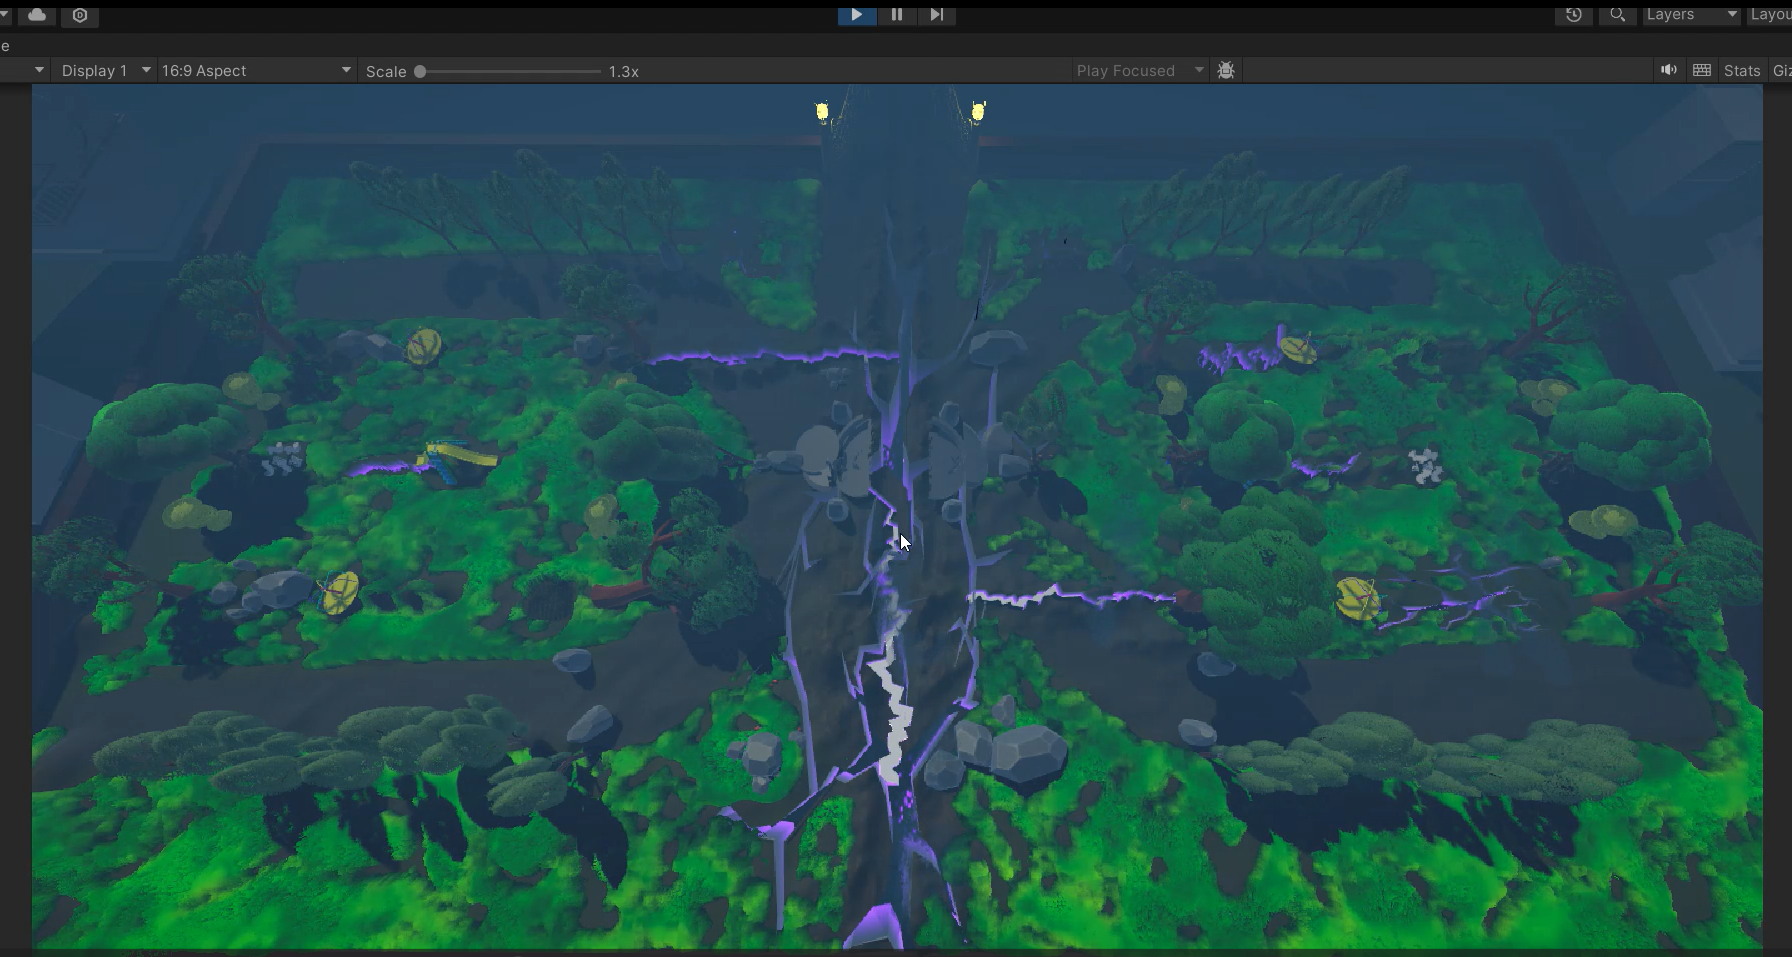 Layers
Layou
e
Display 1
16:9 Aspect
Scale
1.3x
Play Focused
Stats
Giz